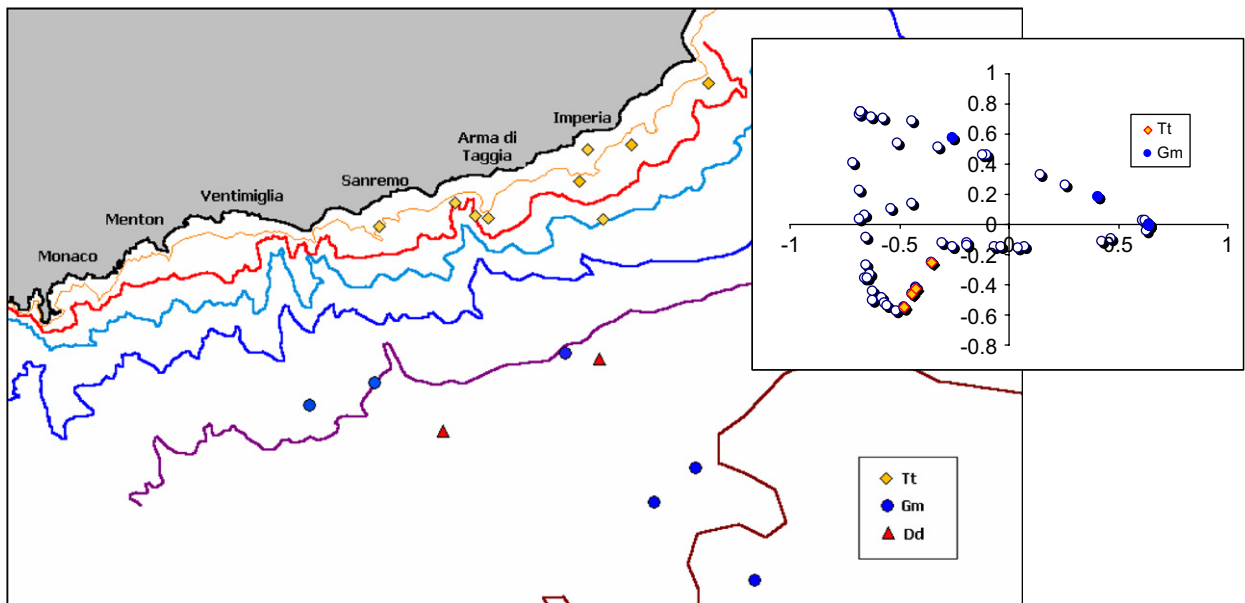 Monaco
Menton
Ventimiglia
Sanremo
Arma di
Taggia
Imperia
Tt
Gm
Dd
1
0.8
0.6
0.4
0.2
0
-0.2
-0.4
-0.6
-0.8
-1
-0.5
0
0.5
1
Tt
Gm